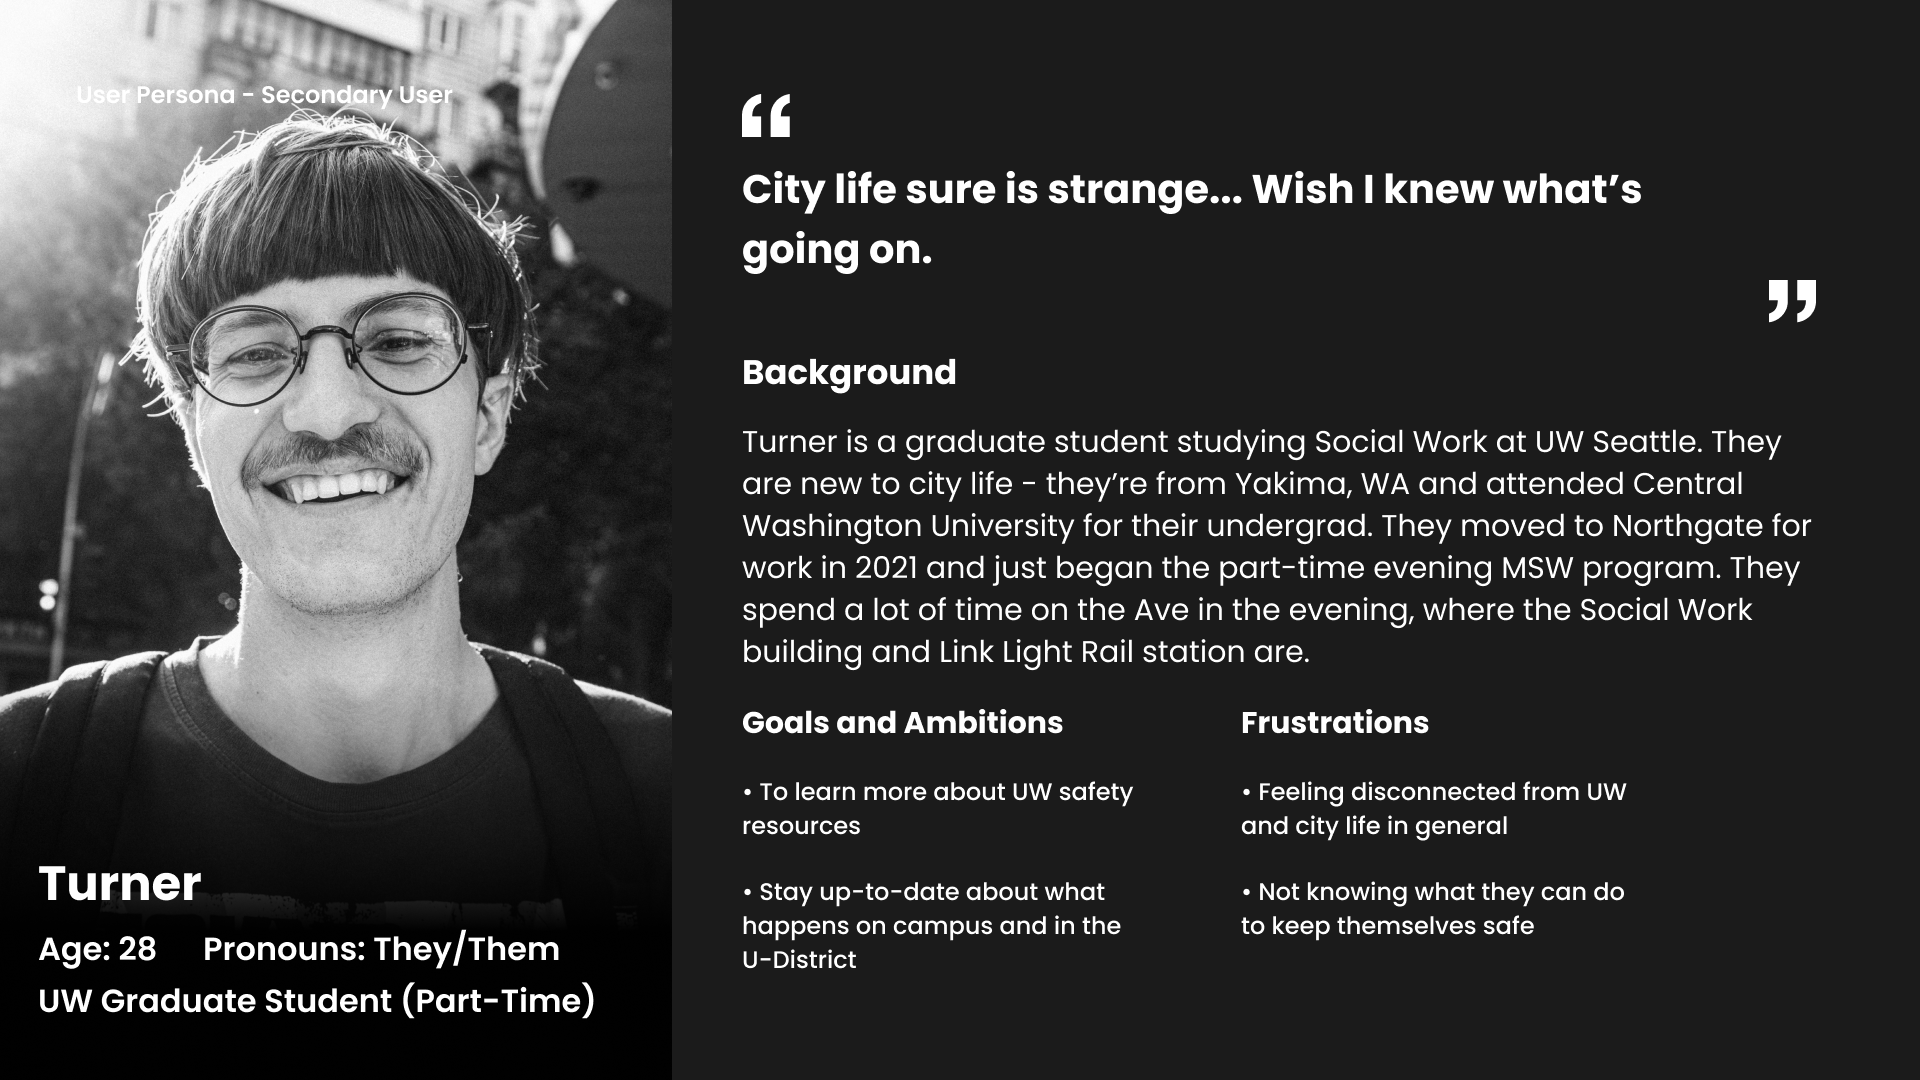 User Persona - Secondary User
“
City life sure is strange... Wish I knew what’s
going on.
”
Background
Turner is a graduate student studying Social Work at UW Seattle. They
are new to city life - they’re from Yakima, WA and attended Central
Washington University for their undergrad. They moved to Northgate for
work in 2021 and just began the part-time evening MSW program. They
spend a lot of time on the Ave in the evening, where the Social Work
building and Link Light Rail station are.
Goals and Ambitions
• To learn more about UW safety
resources
• Stay up-to-date about what
happens on campus and in the
U-District
Frustrations
• Feeling disconnected from UW
and city life in general
• Not knowing what they can do
to keep themselves safe
Turner
Age: 28 Pronouns: They/Them
UW Graduate Student (Part-Time)